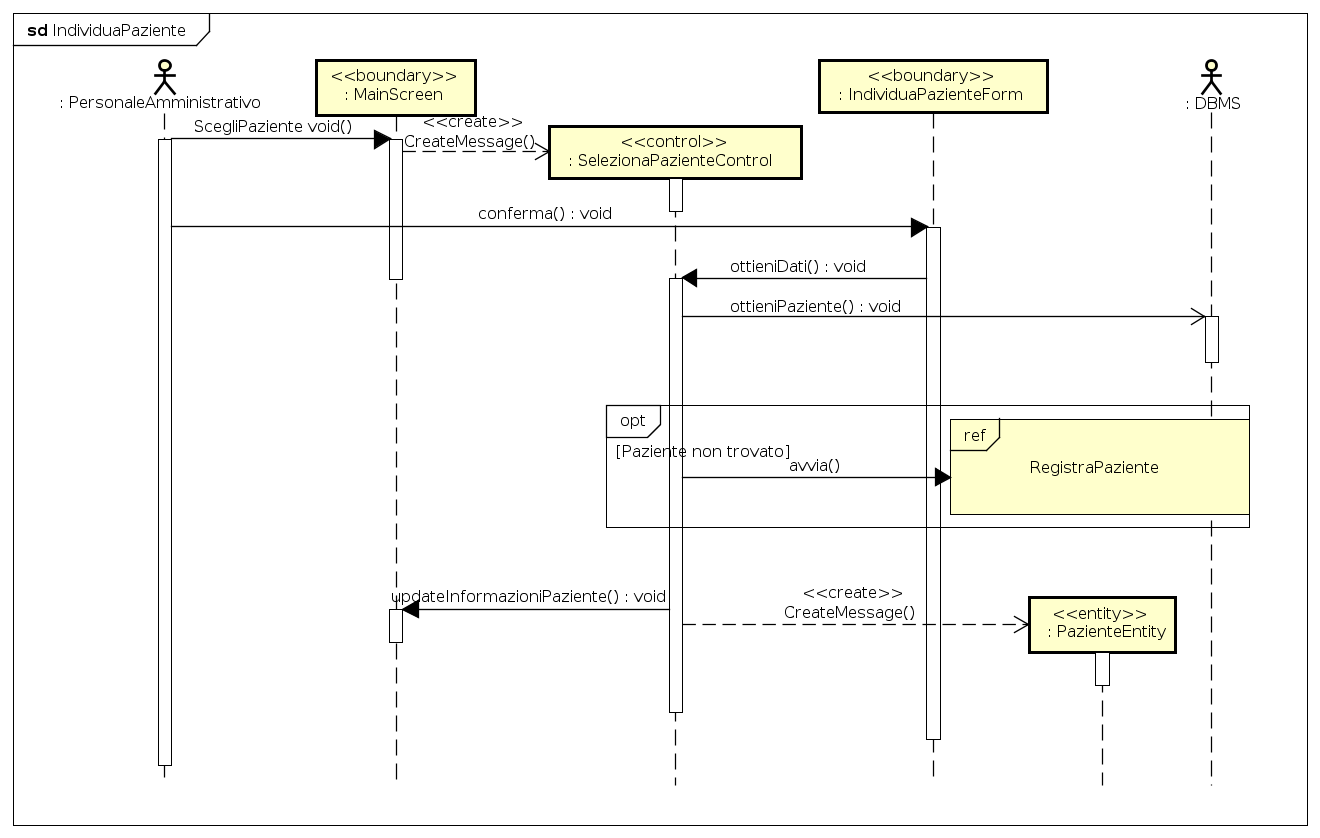 sd IndividuaPaziente
: PersonaleAmministrativo
<<boundary>>
: MainScreen
<<boundary>>
: IndividuaPazienteForm
: DBMS
ScegliPaziente void()
<<create>>
CreateMessage()
<<control>>
: SelezionaPazienteControl
conferma() : void
ottieniDati() : void
ottieniPaziente() : void
opt
[Paziente non trovato]
avvia()
ref
RegistraPaziente
updateInformazioniPaziente() : void
<<create>>
CreateMessage()
<<entity>>
: PazienteEntity